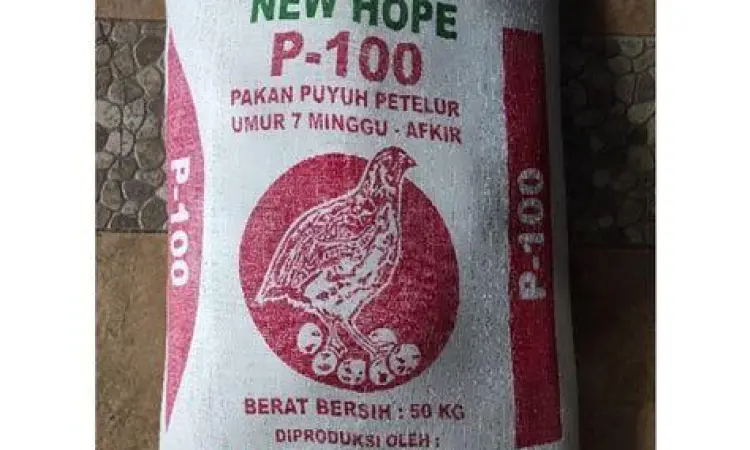 NEW HOPE
P-100
PAKAN PUYUH PETELUR
UMUR 7 MINGGU - AFKIR
P-100
P-100
BERAT BERSIH : 50 KG
DIPRODUKSI OLEH :